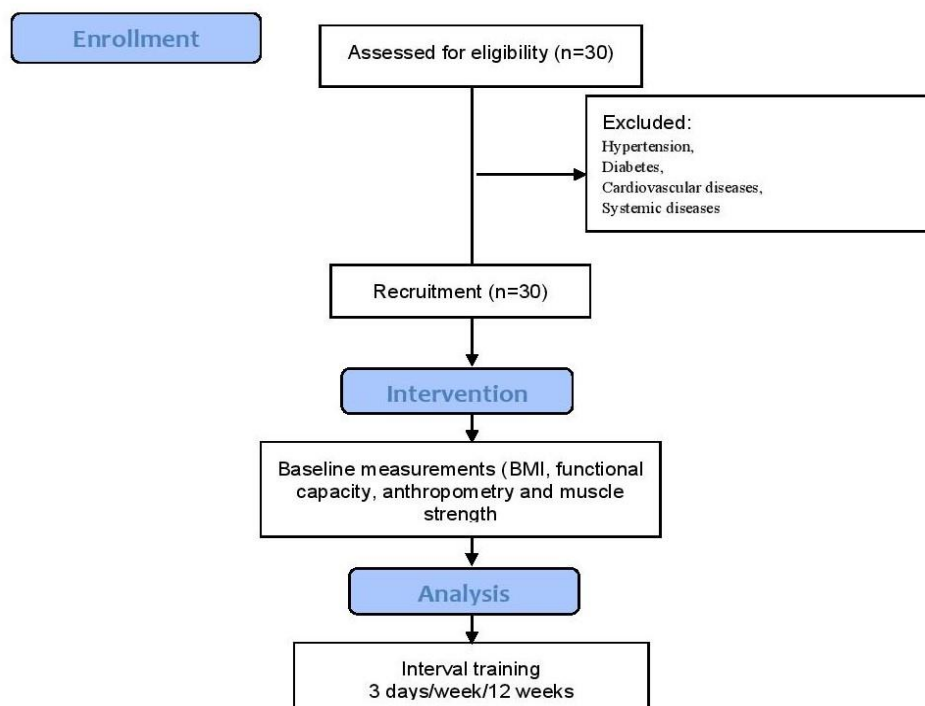 Enrollment
Assessed for eligibility (n=30)
Excluded:
Hypertension,
Diabetes,
Cardiovascular diseases,
Systemic diseases
Recruitment (n=30)
Intervention
Baseline measurements (BMI, functional
capacity, anthropometry and muscle
strength
Analysis
Interval training
3 days/week/12 weeks